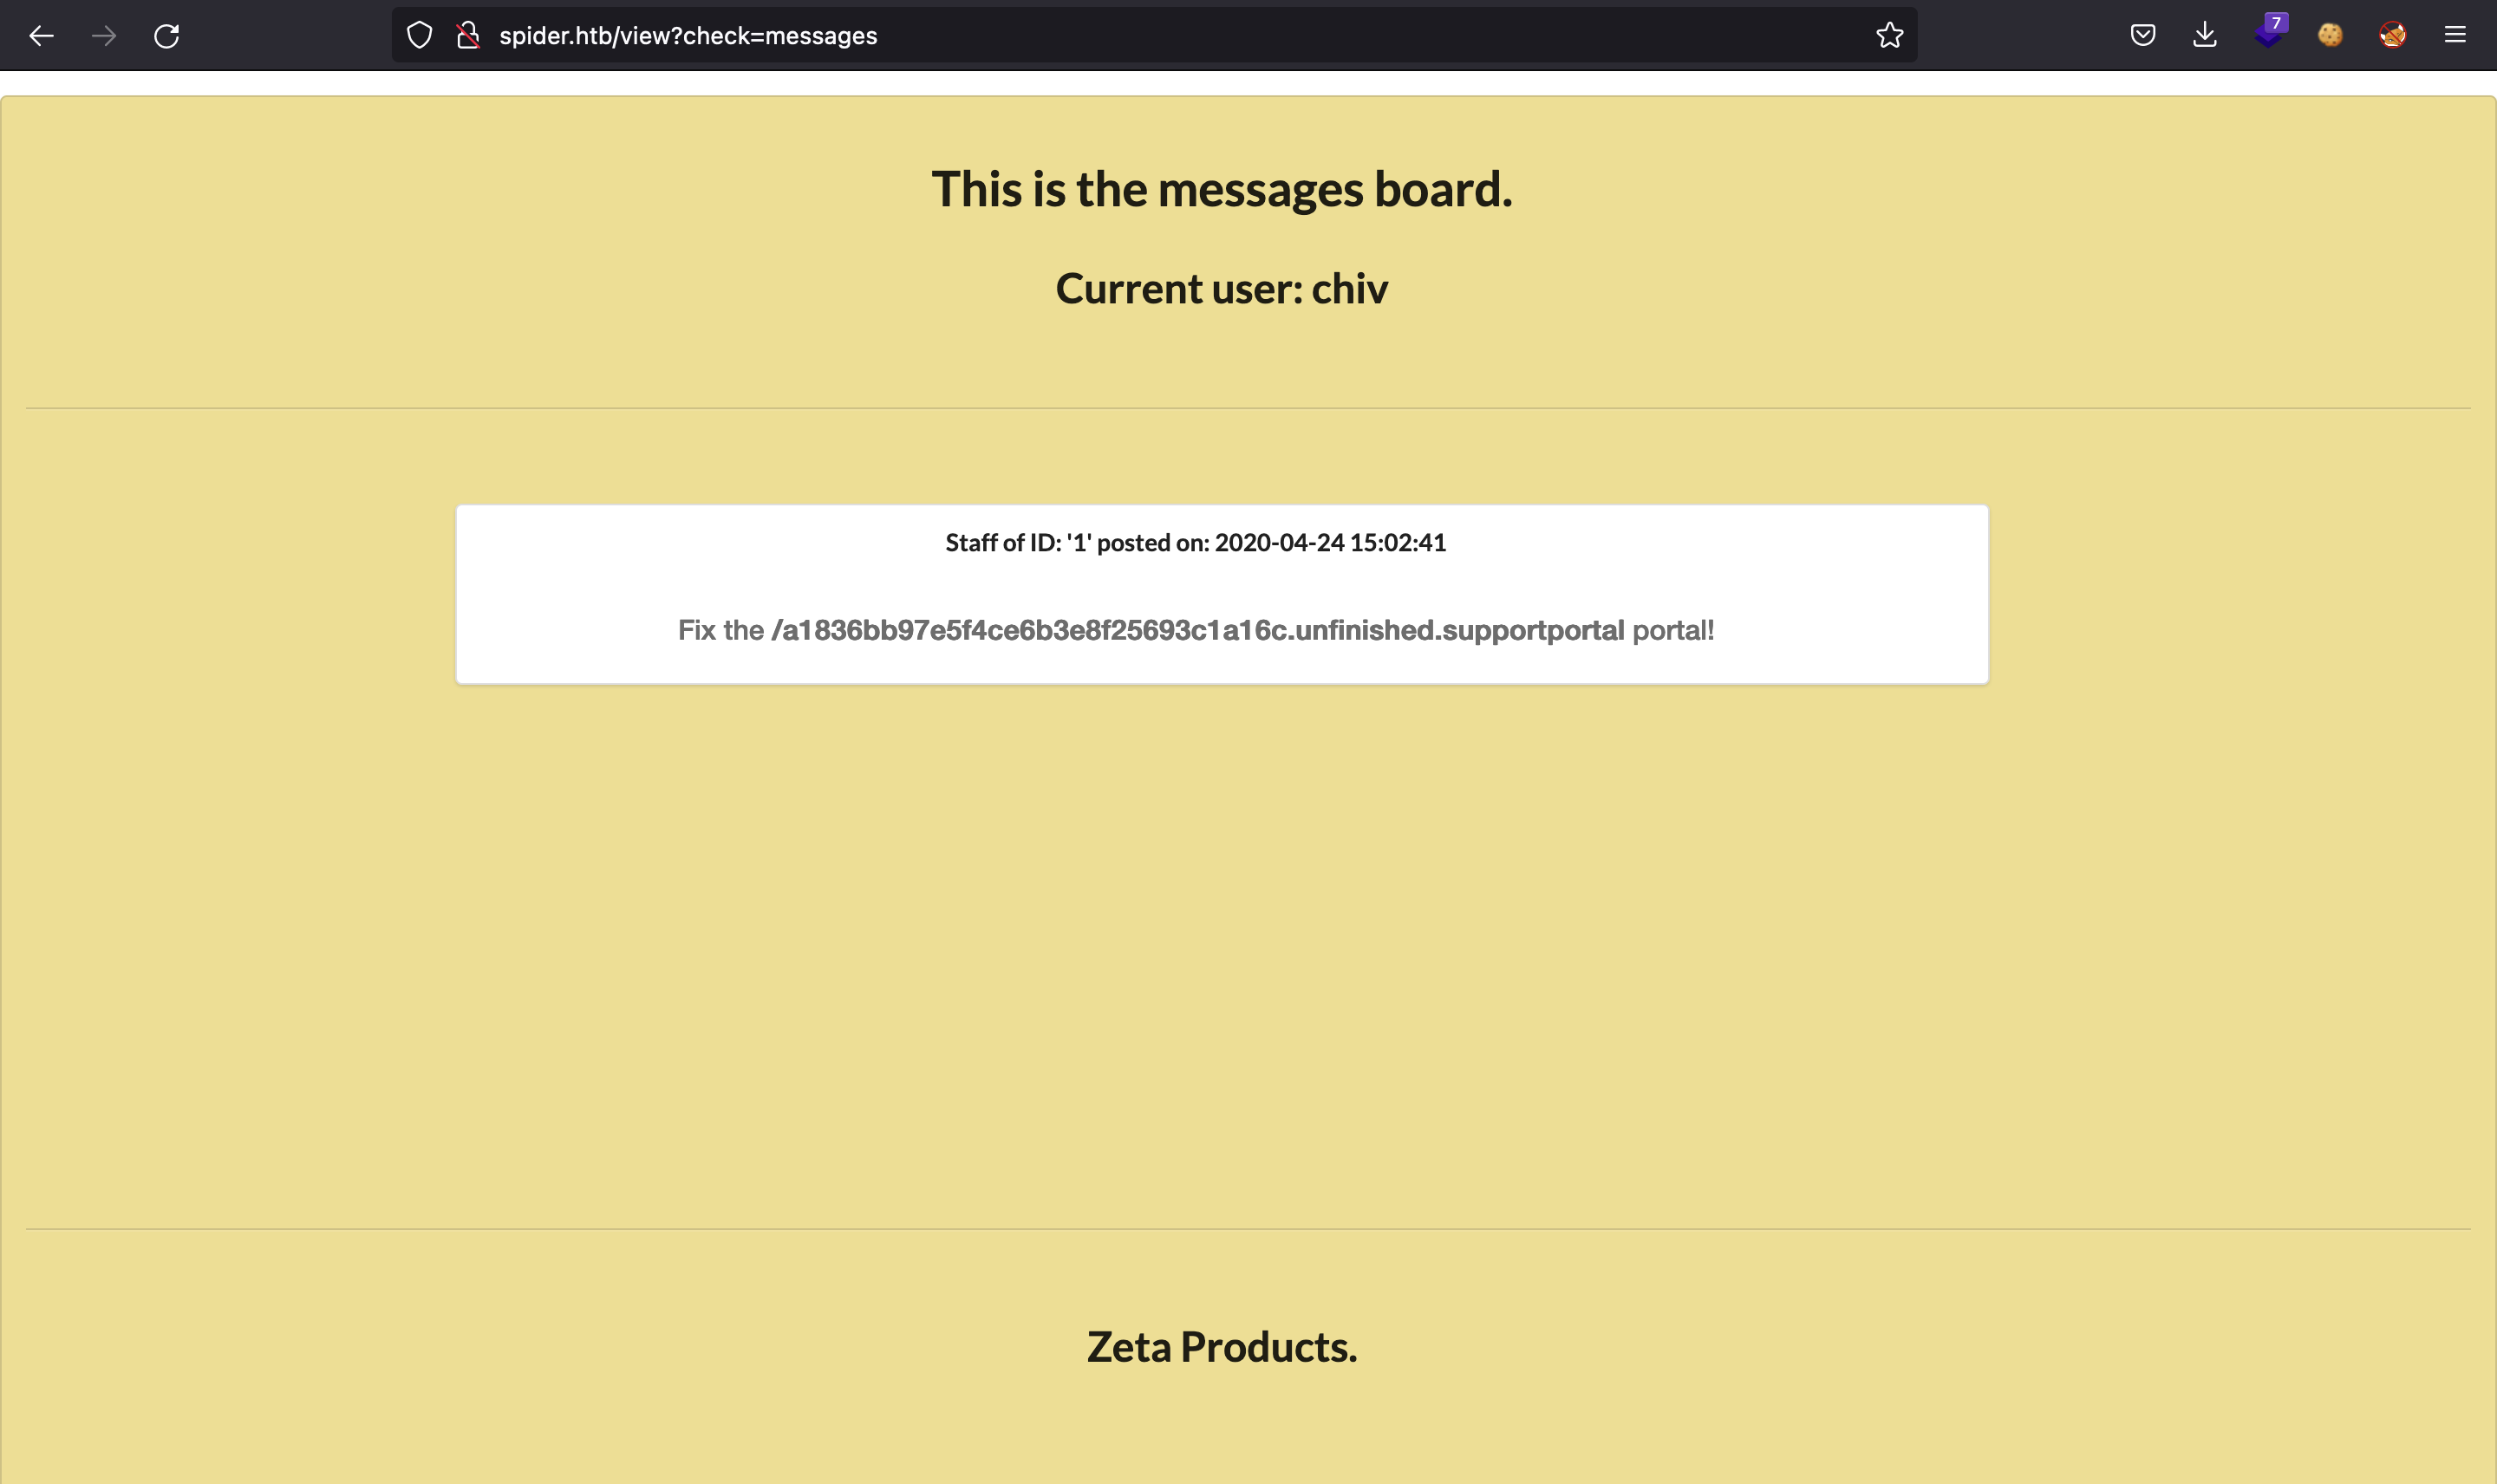 spider.htb/view?check=messages
7
This is the messages board.
Current user: chiv
Staff of ID: '1' posted on: 2020-04-24 15:02:41
Fix the /a1836bb97e5f4ce6b3e8f25693c1a16c.unfinished.supportportal portal!
Zeta Products.